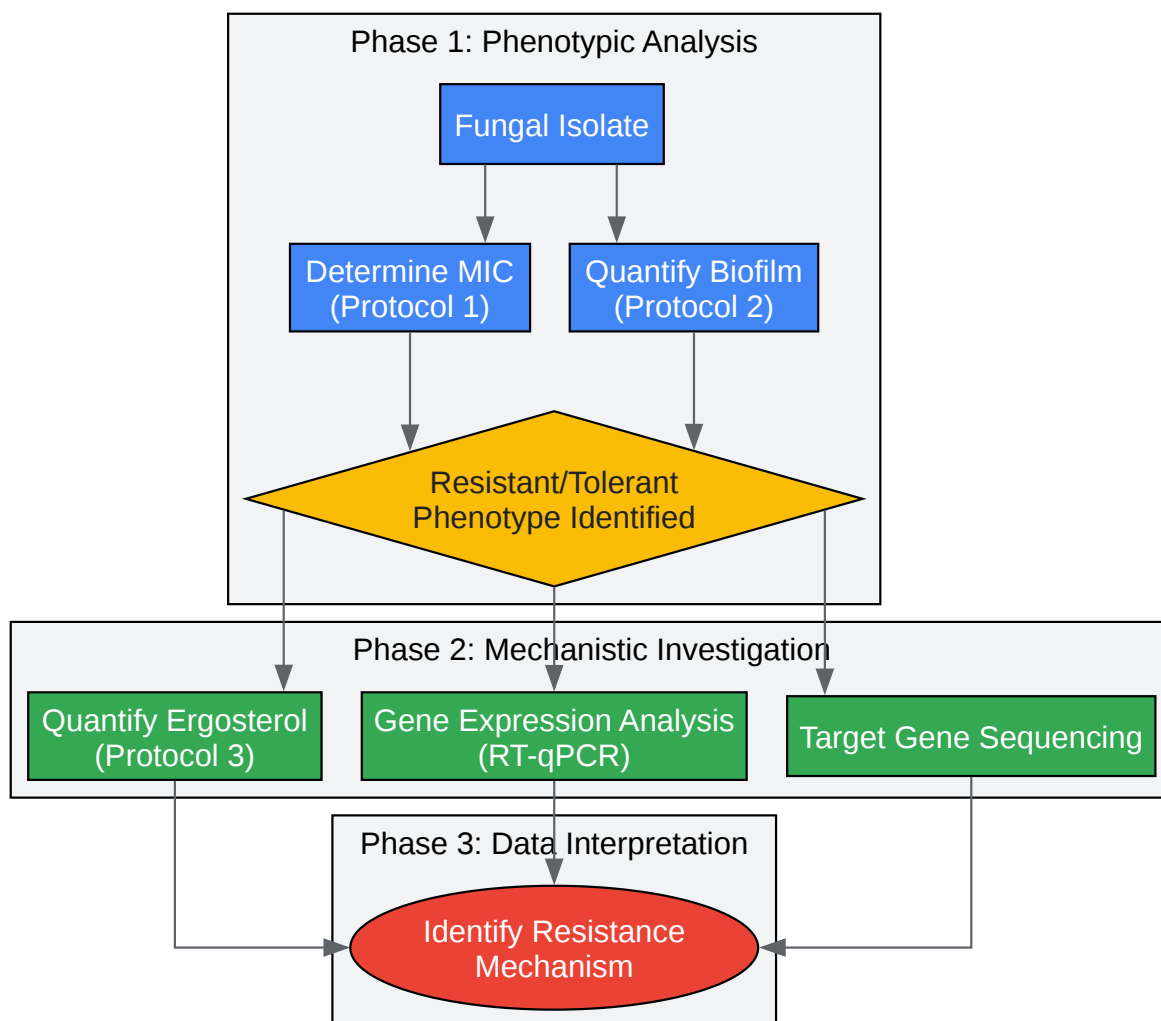 Phase 1: Phenotypic Analysis
Fungal Isolate
Determine MIC
(Protocol 1)
Quantify Biofilm
(Protocol 2)
Resistant/Tolerant
Phenotype Identified
Phase 2: Mechanistic Investigation
Quantify Ergosterol
(Protocol 3)
Gene Expression Analysis
(RT-qPCR)
Target Gene Sequencing
Phase 3: Data Interpretation
Identify Resistance
Mechanism